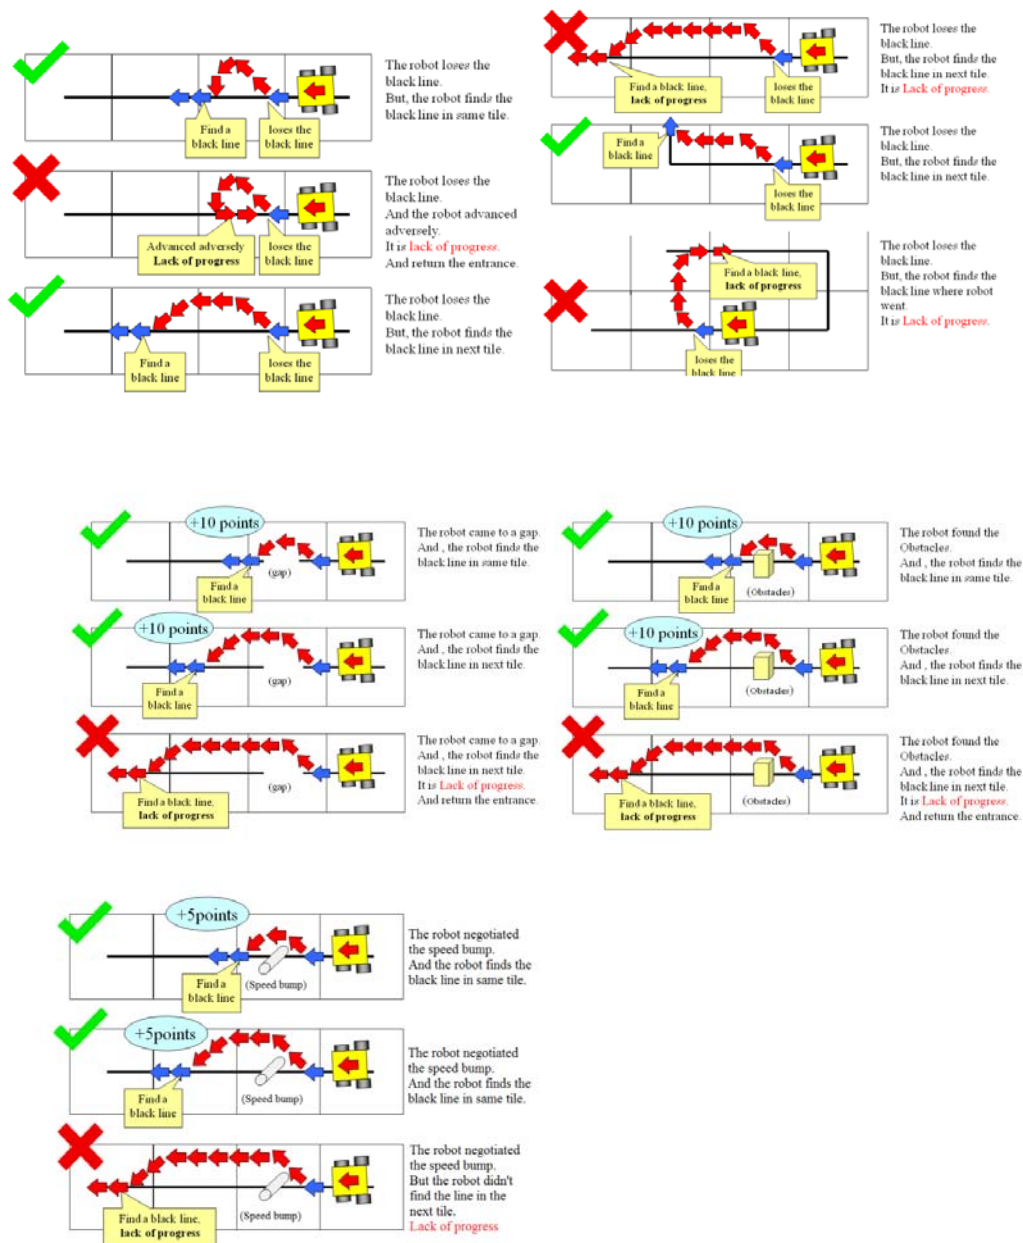 The robot loses the
black line.
But, the robot finds the
black line in same tile.
Find a
black line
loses the
black line
The robot loses the
black line.
And the robot advanced
adversely.
It is lack of progress.
And return the entrance.
Advanced adversely
Lack of progress
loses the
black line
The robot loses the
black line.
But, the robot finds the
black line in next tile.
Find a
black line
loses the
black line
The robot loses the
black line.
But, the robot finds the
black line in next tile.
It is Lack of progress.
Find a black line,
lack of progress
loses the
black line
The robot loses the
black line.
But, the robot finds the
black line in next tile.
Find a
black line
loses the
black line
The robot loses the
black line.
But, the robot finds the
black line where robot
went.
It is Lack of progress.
Find a black line,
lack of progress
loses the
black line
+10 points
The robot came to a gap.
And , the robot finds the
black line in same tile.
(gap)
Find a
black line
+10 points
The robot came to a gap.
And , the robot finds the
black line in next tile.
(gap)
Find a
black line
The robot came to a gap.
And , the robot finds the
black line in next tile.
It is Lack of progress.
And return the entrance.
(gap)
Find a black line,
lack of progress
+10 points
The robot found the
Obstacles.
And , the robot finds the
black line in same tile.
Find a
black line
(Obstacles)
+10 points
The robot found the
Obstacles.
And , the robot finds the
black line in next tile.
(Obstacles)
Find a
black line
The robot found the
Obstacles.
And , the robot finds the
black line in next tile.
It is Lack of progress.
And return the entrance.
Find a black line,
lack of progress
(Obstacles)
+5points
The robot negotiated
the speed bump.
And the robot finds the
black line in same tile.
Find a
black line
(Speed bump)
+5points
The robot negotiated
the speed bump.
And the robot finds the
black line in same tile.
Find a
black line
(Speed bump)
The robot negotiated
the speed bump.
But the robot didn't
find the line in the
next tile.
Lack of progress
Find a black line,
lack of progress
(Speed bump)